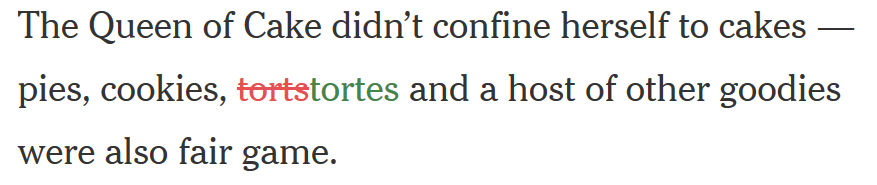 The Queen of Cake didn’t confine herself to cakes —
pies, cookies, tortstortes and a host of other goodies
were also fair game.